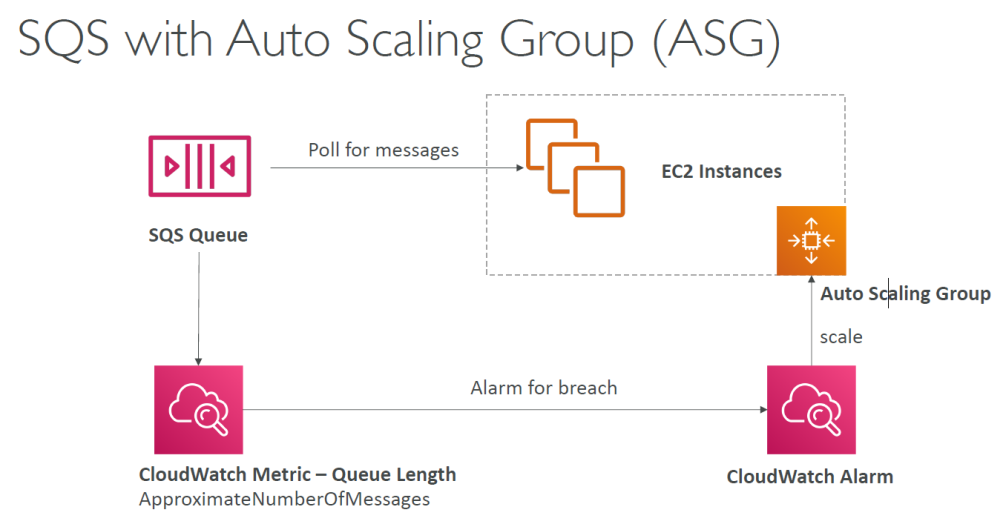 SQS with Auto Scaling Group (ASG)
Poll for messages
EC2 Instances
SQS Queue
Auto Scaling Group
scale
Alarm for breach
CloudWatch Metric – Queue Length
ApproximateNumberOfMessages
CloudWatch Alarm